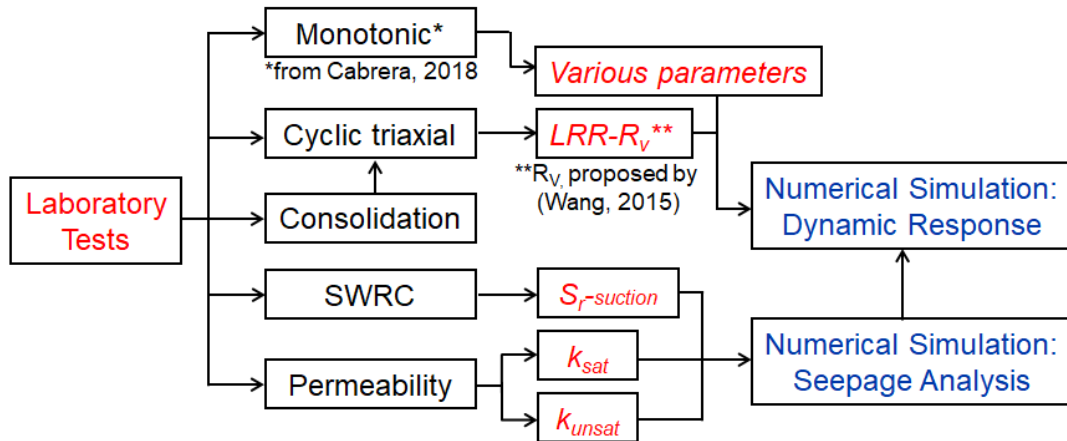 Monotonic*
*from Cabrera, 2018
Various parameters
Cyclic triaxial
LRR-Rv**
**RV, proposed by
(Wang, 2015)
Laboratory
Tests
Consolidation
Numerical Simulation:
Dynamic Response
SWRC
Sr-suction
Permeability
ksat
kunsat
Numerical Simulation:
Seepage Analysis